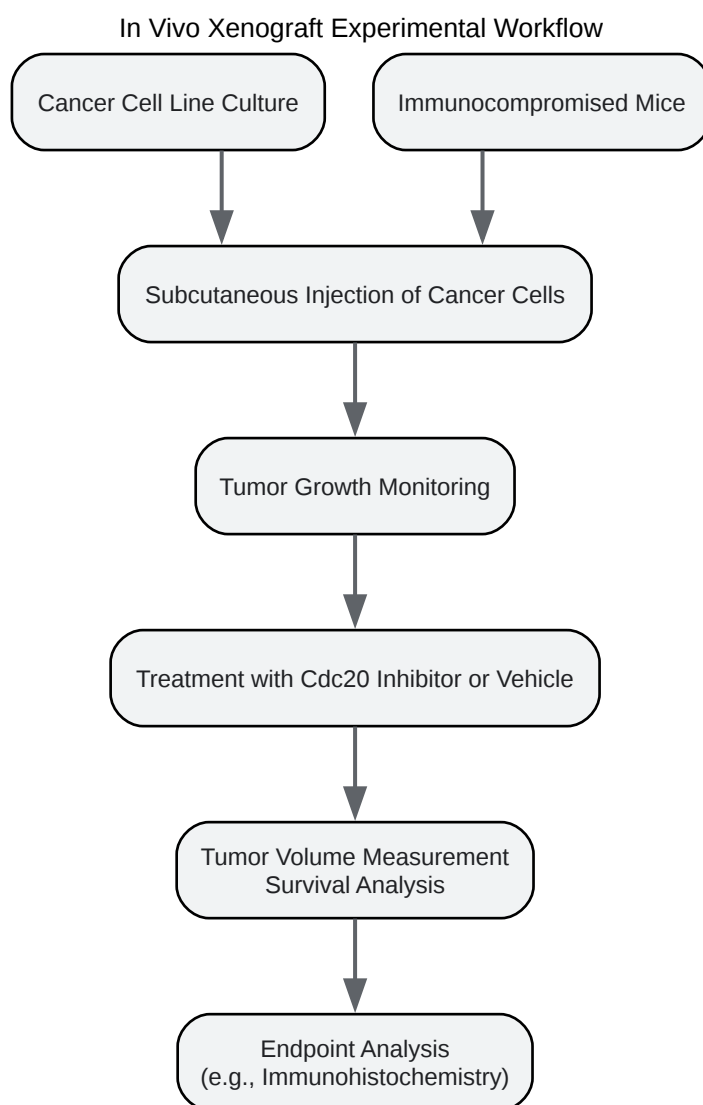 In Vivo Xenograft Experimental Workflow
Cancer Cell Line Culture
Immunocompromised Mice
Subcutaneous Injection of Cancer Cells
Tumor Growth Monitoring
Treatment with Cdc20 Inhibitor or Vehicle
Tumor Volume Measurement
Survival Analysis
Endpoint Analysis
(e.g., Immunohistochemistry)